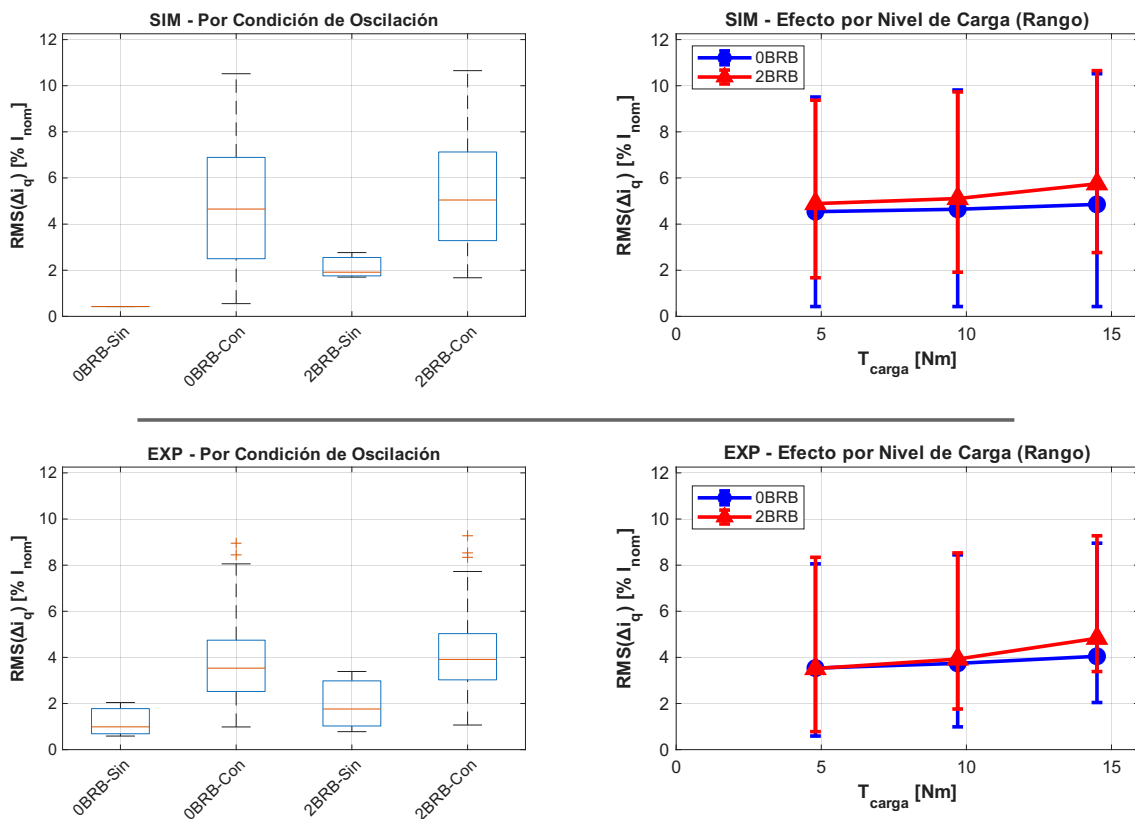 SIM - Por Condición de Oscilación
RMS(Δi_q) [% I_nom]
12
10
8
6
4
2
0
0BRB-Sin
0BRB-Con
2BRB-Sin
2BRB-Con
SIM - Efecto por Nivel de Carga (Rango)
RMS(Δi_q) [% I_nom]
12
10
8
6
4
2
0
0BRB
2BRB
0
5
10
15
T_carga [Nm]
EXP - Por Condición de Oscilación
RMS(Δi_q) [% I_nom]
12
10
8
6
4
2
0
0BRB-Sin
0BRB-Con
2BRB-Sin
2BRB-Con
EXP - Efecto por Nivel de Carga (Rango)
RMS(Δi_q) [% I_nom]
12
10
8
6
4
2
0
0BRB
2BRB
0
5
10
15
T_carga [Nm]